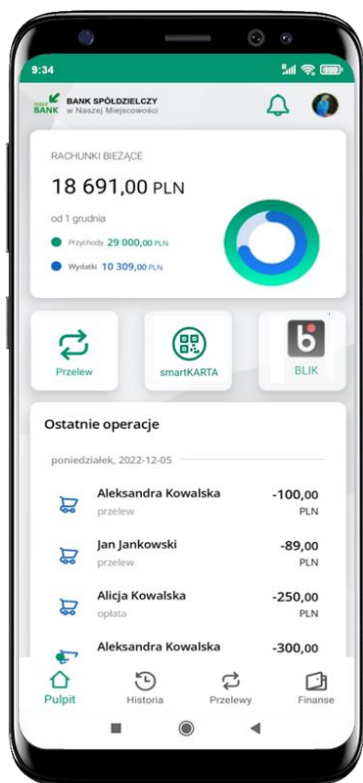 9:34
nasz BANK BANK SPÓŁDZIELCZY
w Naszej Miejscowości
RACHUNKI BIEŻĄCE
18 691,00 PLN
od 1 grudnia
Przychody 29 000,00 PLN
Wydatki 10 309,00 PLN
Przelew
smartKARTA
BLIK
Ostatnie operacje
poniedziałek, 2022-12-05
Aleksandra Kowalska -100,00
przelew PLN
Jan Jankowski -89,00
przelew PLN
Alicja Kowalska -250,00
opłata PLN
Aleksandra Kowalska -300,00
Pulpit Historia Przelewy Finanse